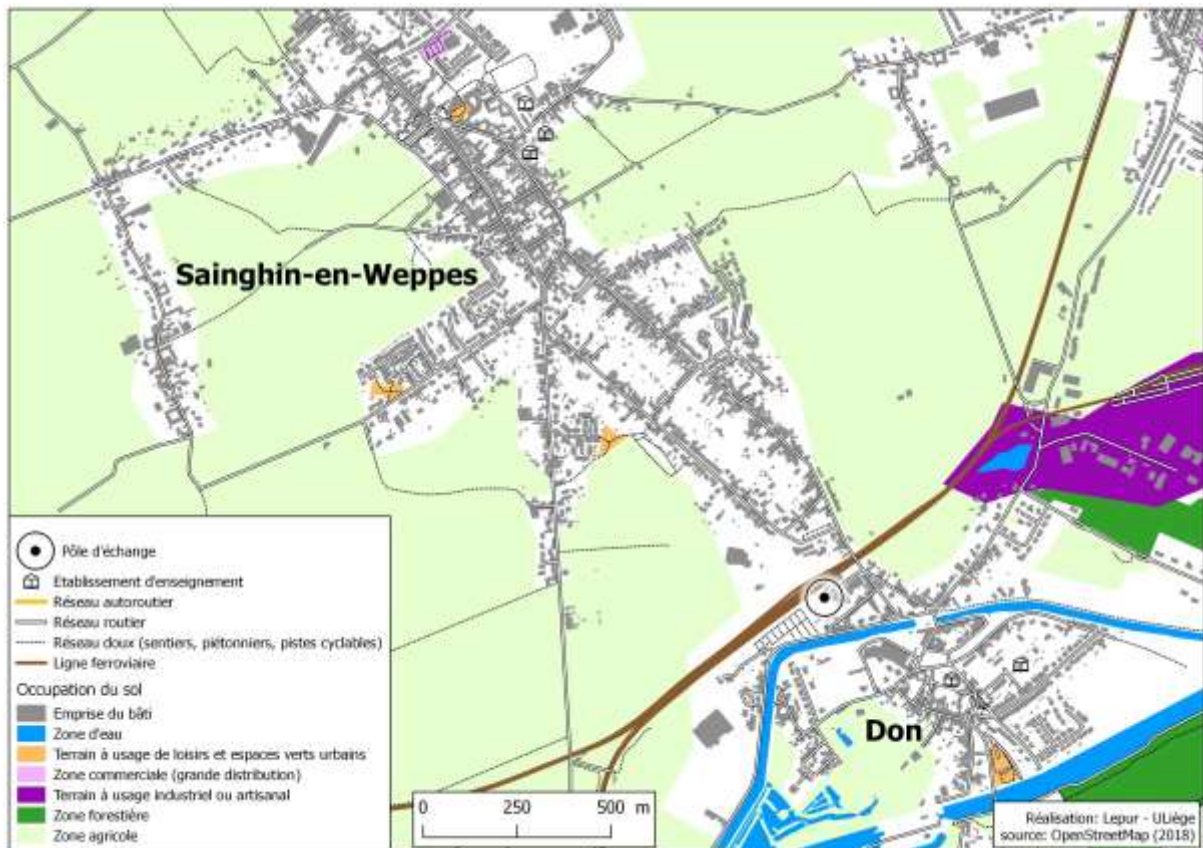 Sainghin-en-Weppes
Pôle d'échange
Etablissement d'enseignement
Réseau autoroutier
Réseau routier
Réseau doux (sentiers, piétonniers, pistes cyclables)
Ligne ferroviaire
Occupation du sol
Emprise du bâti
Zone d'eau
Terrain à usage de loisirs et espaces verts urbains
Zone commerciale (grande distribution)
Terrain à usage industriel ou artisanal
Zone forestière
Zone agricole
0 250 500 m
Don
Réalisation: Lepur - ULiège
source: OpenStreetMap (2018)